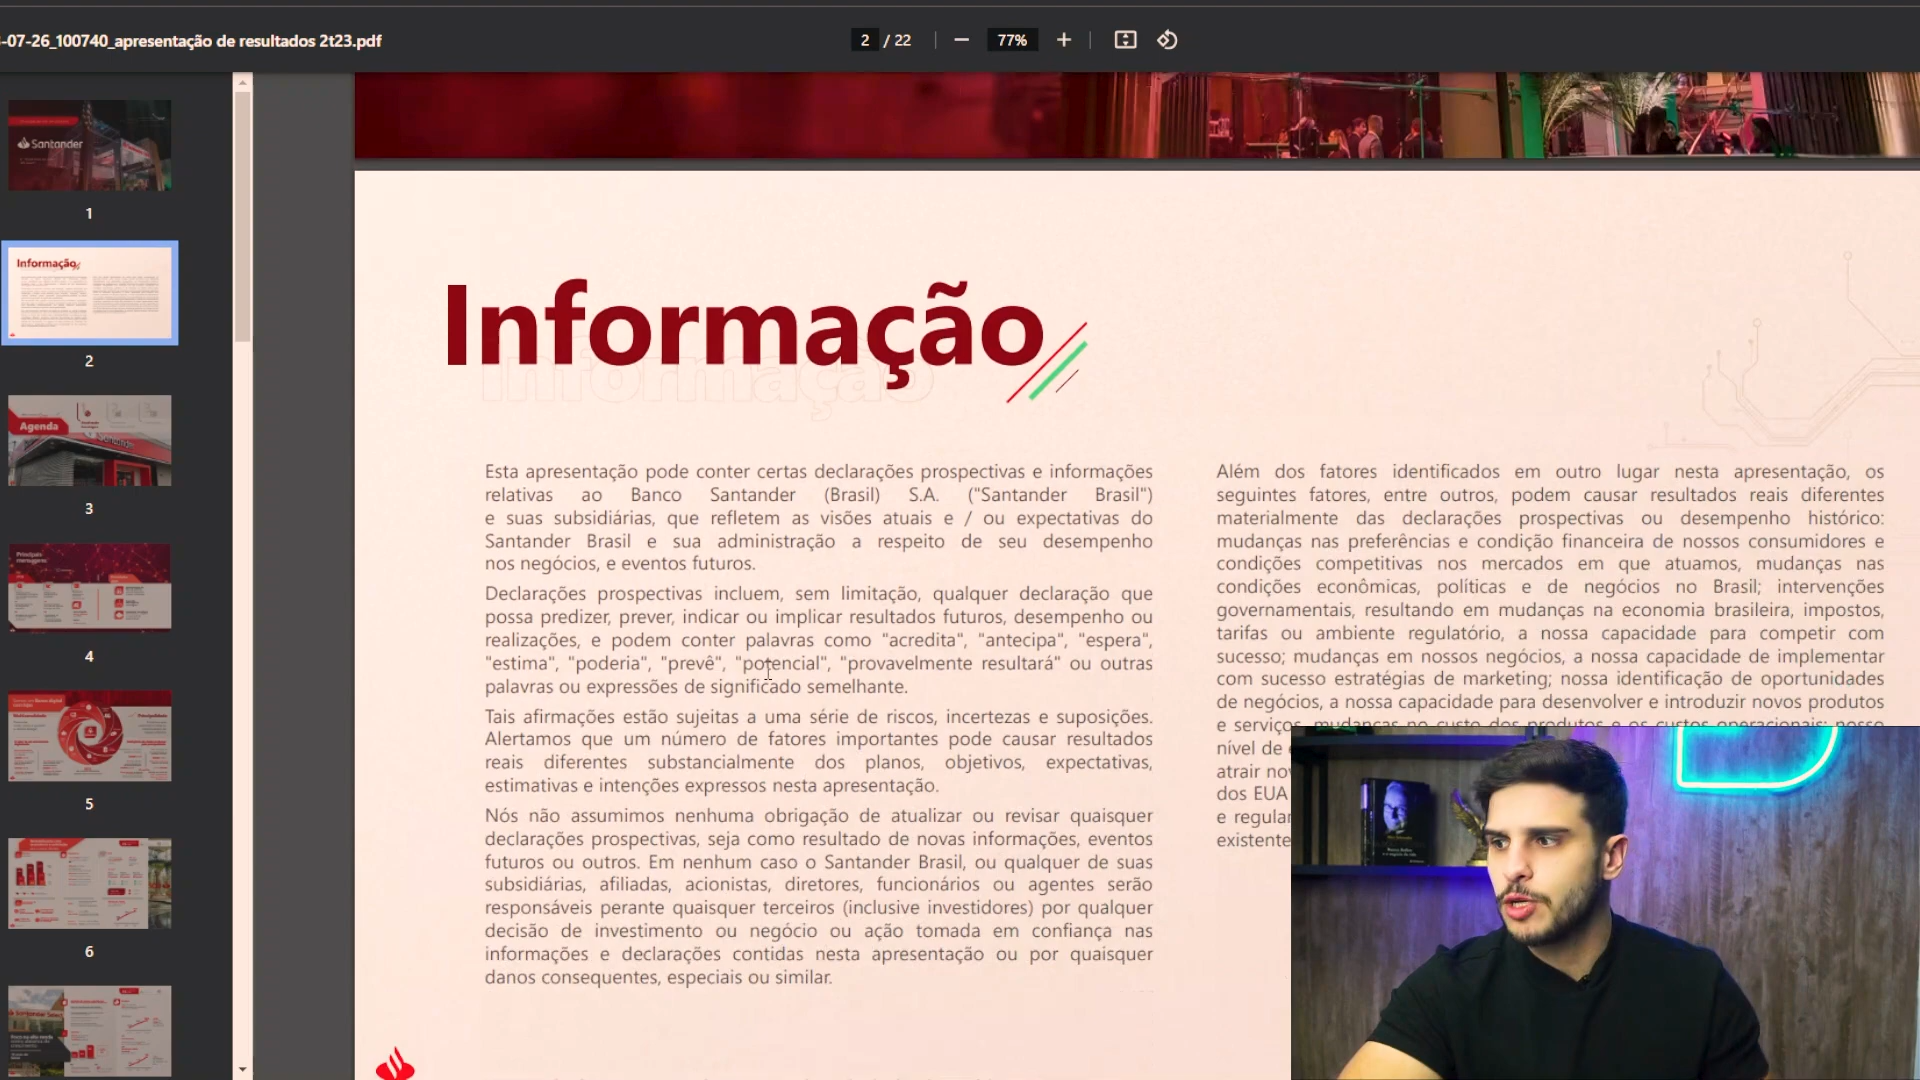 -07-26_100740_apresentação de resultados 2t23.pdf
2 / 22
77%
Santander
1
Informação
2
Agenda
3
Principais
mensagens
4
5
6
7
Informação
Esta apresentação pode conter certas declarações prospectivas e informações
relativas ao Banco Santander (Brasil) S.A. ("Santander Brasil")
e suas subsidiárias, que refletem as visões atuais e / ou expectativas do
Santander Brasil e sua administração a respeito de seu desempenho
nos negócios, e eventos futuros.
Declarações prospectivas incluem, sem limitação, qualquer declaração que
possa predizer, prever, indicar ou implicar resultados futuros, desempenho ou
realizações, e podem conter palavras como "acredita", "antecipa", "espera",
"estima", "poderia", "prevê", "potencial", "provavelmente resultará" ou outras
palavras ou expressões de significado semelhante.
Tais afirmações estão sujeitas a uma série de riscos, incertezas e suposições.
Alertamos que um número de fatores importantes pode causar resultados
reais diferentes substancialmente dos planos, objetivos, expectativas,
estimativas e intenções expressos nesta apresentação.
Nós não assumimos nenhuma obrigação de atualizar ou revisar quaisquer
declarações prospectivas, seja como resultado de novas informações, eventos
futuros ou outros. Em nenhum caso o Santander Brasil, ou qualquer de suas
subsidiárias, afiliadas, acionistas, diretores, funcionários ou agentes serão
responsáveis perante quaisquer terceiros (inclusive investidores) por qualquer
decisão de investimento ou negócio ou ação tomada em confiança nas
informações e declarações contidas nesta apresentação ou por quaisquer
danos consequentes, especiais ou similar.
Além dos fatores identificados em outro lugar nesta apresentação, os
seguintes fatores, entre outros, podem causar resultados reais diferentes
materialmente das declarações prospectivas ou desempenho histórico:
mudanças nas preferências e condição financeira de nossos consumidores e
condições competitivas nos mercados em que atuamos, mudanças nas
condições econômicas, políticas e de negócios no Brasil; intervenções
governamentais, resultando em mudanças na economia brasileira, impostos,
tarifas ou ambiente regulatório, a nossa capacidade para competir com
sucesso; mudanças em nossos negócios, a nossa capacidade de implementar
com sucesso estratégias de marketing; nossa identificação de oportunidades
de negócios, a nossa capacidade para desenvolver e introduzir novos produtos
e serviços, mudanças no custo dos produtos e os custos operacionais; nosso
nível de
atrair
dos EUA
e
existente